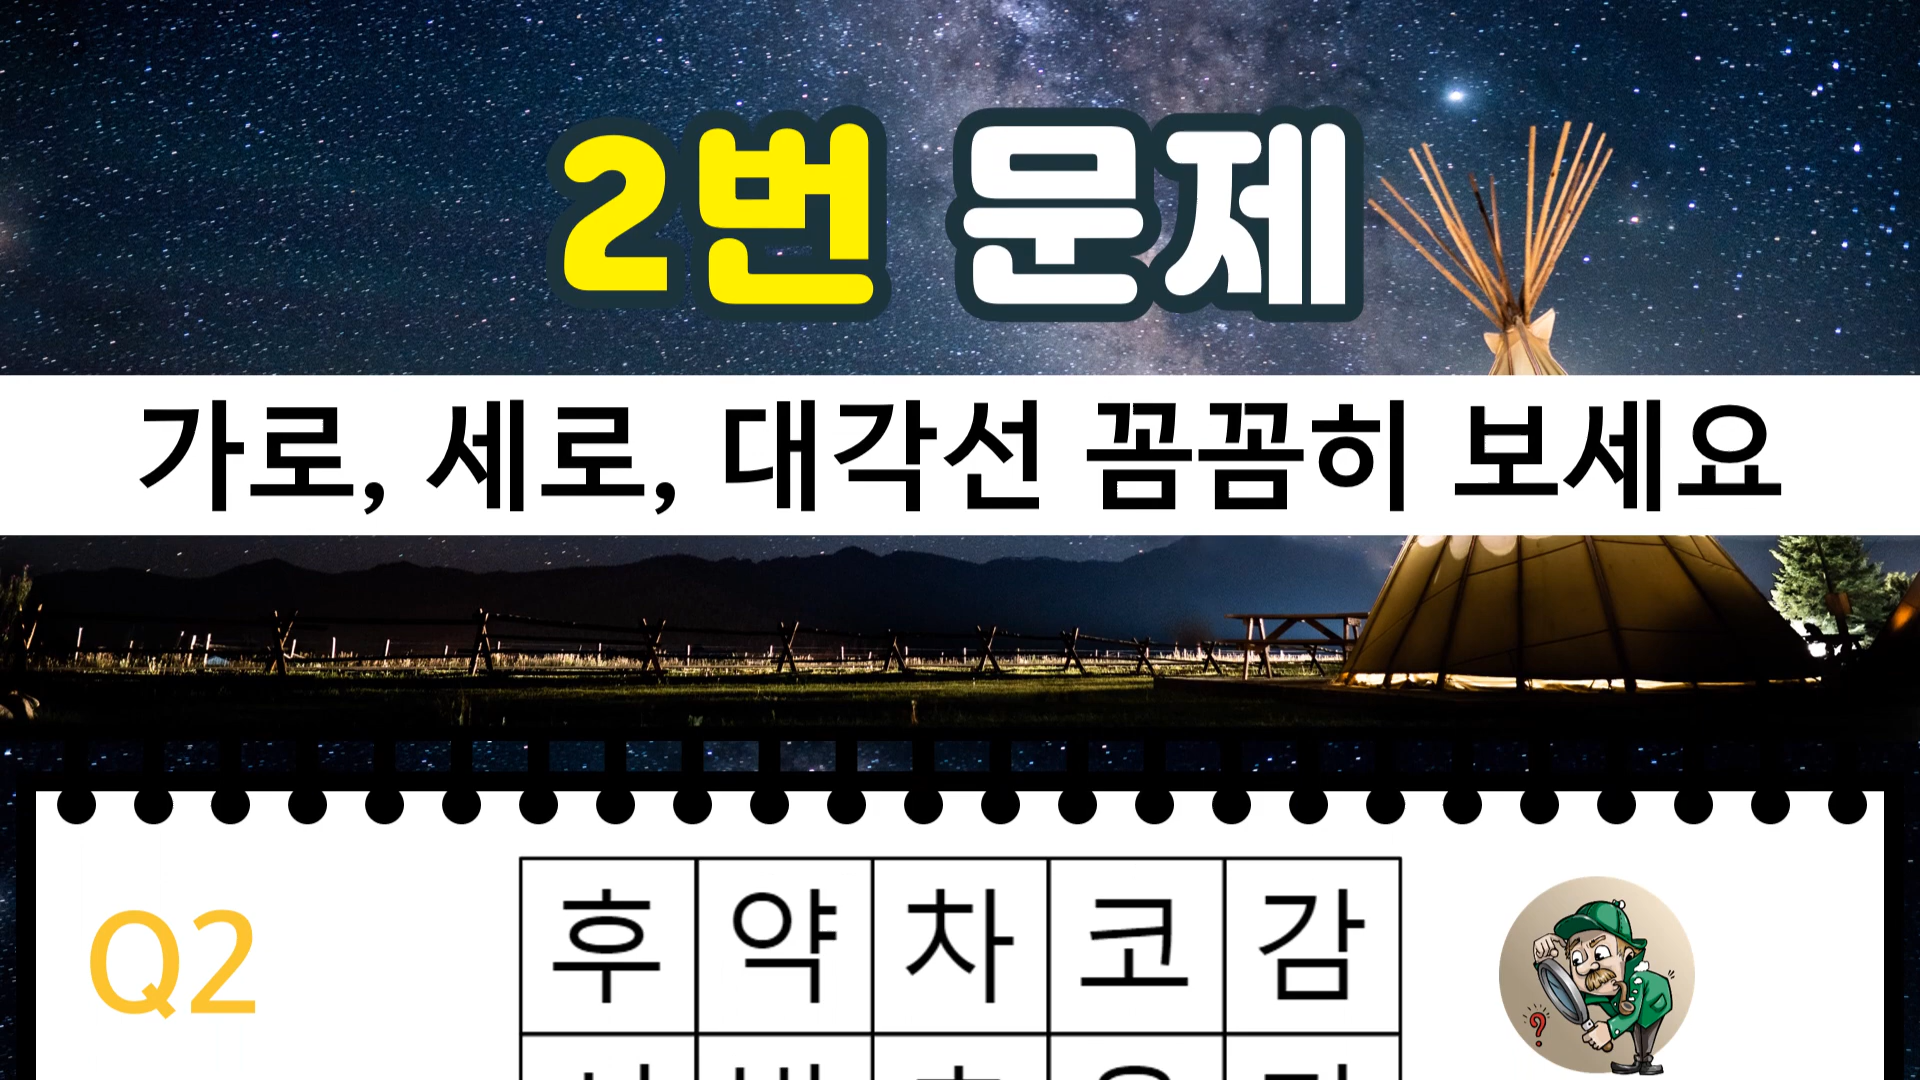 2번 문제
가로, 세로, 대각선 꼼꼼히 보세요
Q2
후 약 차 코 감
?